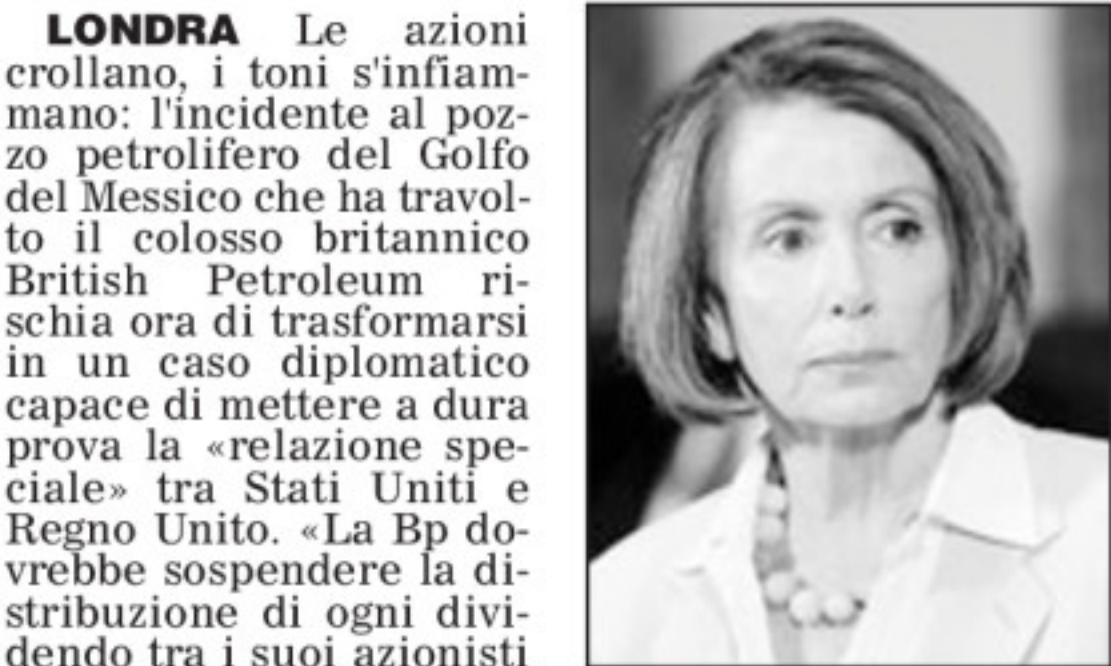 LONDRA Le azioni
crollano, i toni s'infiam-
mano: l'incidente al poz-
zo petrolifero del Golfo
del Messico che ha travol-
to il colosso britannico
British Petroleum ri-
schia ora di trasformarsi
in un caso diplomatico
capace di mettere a dura
prova la «relazione spe-
ciale» tra Stati Uniti e
Regno Unito. «La Bp do-
vrebbe sospendere la di-
stribuzione di ogni divi-
dendo tra i suoi azionisti